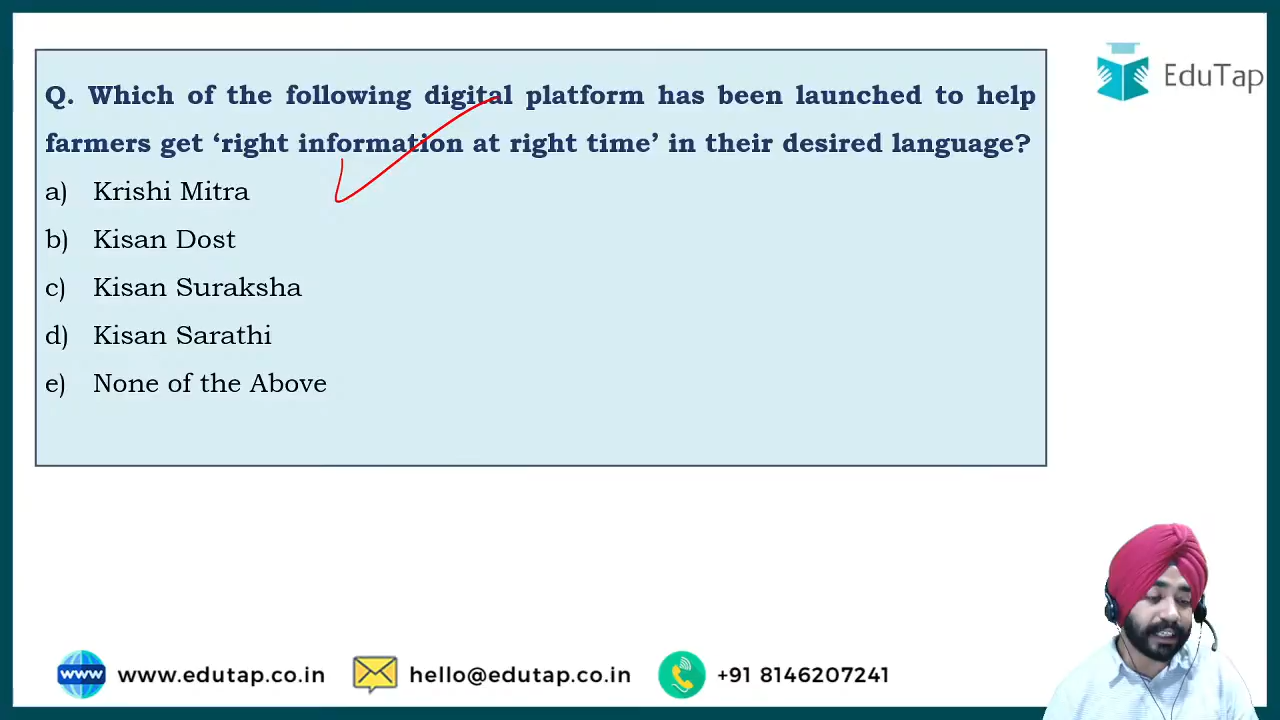 EduTap
Q. Which of the following digital platform has been launched to help
farmers get ‘right information at right time’ in their desired language?
a) Krishi Mitra
b) Kisan Dost
c) Kisan Suraksha
d) Kisan Sarathi
e) None of the Above
www www.edutap.co.in hello@edutap.co.in +91 8146207241